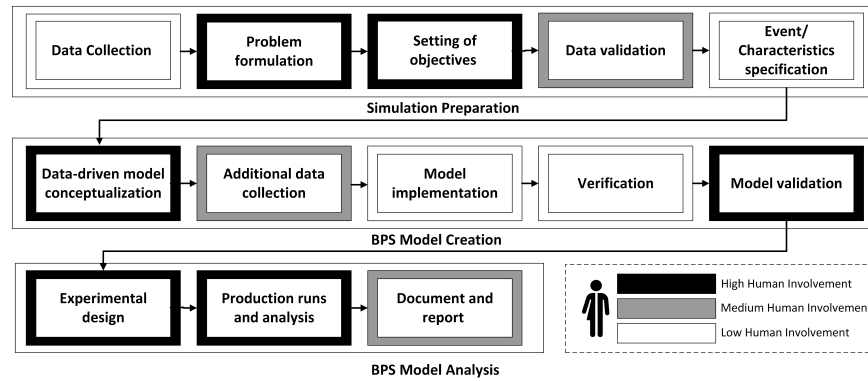 Data Collection
Problem
formulation
Setting of
objectives
Data validation
Event/
Characteristics
specification
Simulation Preparation
Data-driven model
conceptualization
Additional data
collection
Model
implementation
Verification
Model validation
BPS Model Creation
Experimental
design
Production runs
and analysis
Document and
report
BPS Model Analysis
High Human Involvement
Medium Human Involvement
Low Human Involvement